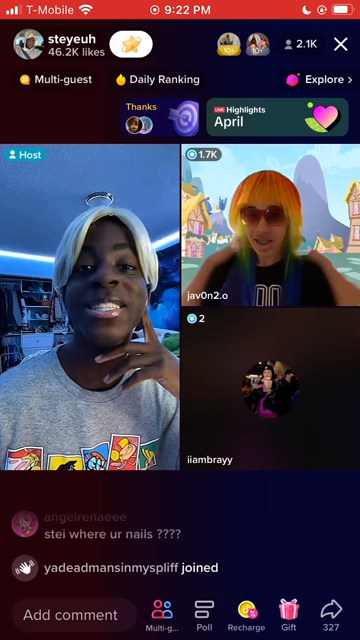 T-Mobile
9:22 PM
steyeuh
46.2K likes
10+
10+
2.1K
Multi-guest
Daily Ranking
Explore >
Thanks
LIVE Highlights
April
Host
1.7K
jav0n2.o
2
iiambrayy
angelrenaeee
stei where ur nails ????
yadeadmansinmyspliff joined
Add comment
Multi-g...
Poll
Recharge
Gift
327